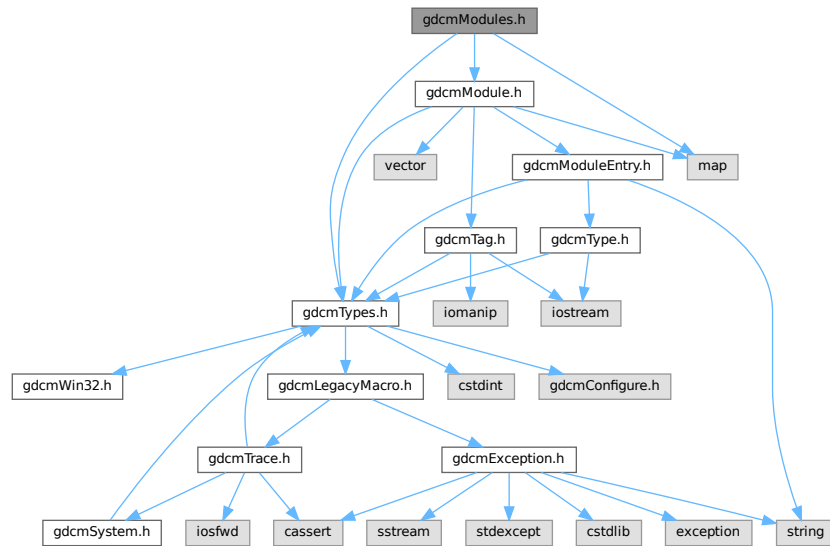 gdcmModules.h
gdcmModule.h
vector
gdcmModuleEntry.h
map
gdcmTag.h
gdcmType.h
gdcmTypes.h
iomanip
iostream
gdcmWin32.h
gdcmLegacyMacro.h
cstdint
gdcmConfigure.h
gdcmTrace.h
gdcmException.h
gdcmSystem.h
iosfwd
cassert
sstream
stdexcept
cstdlib
exception
string